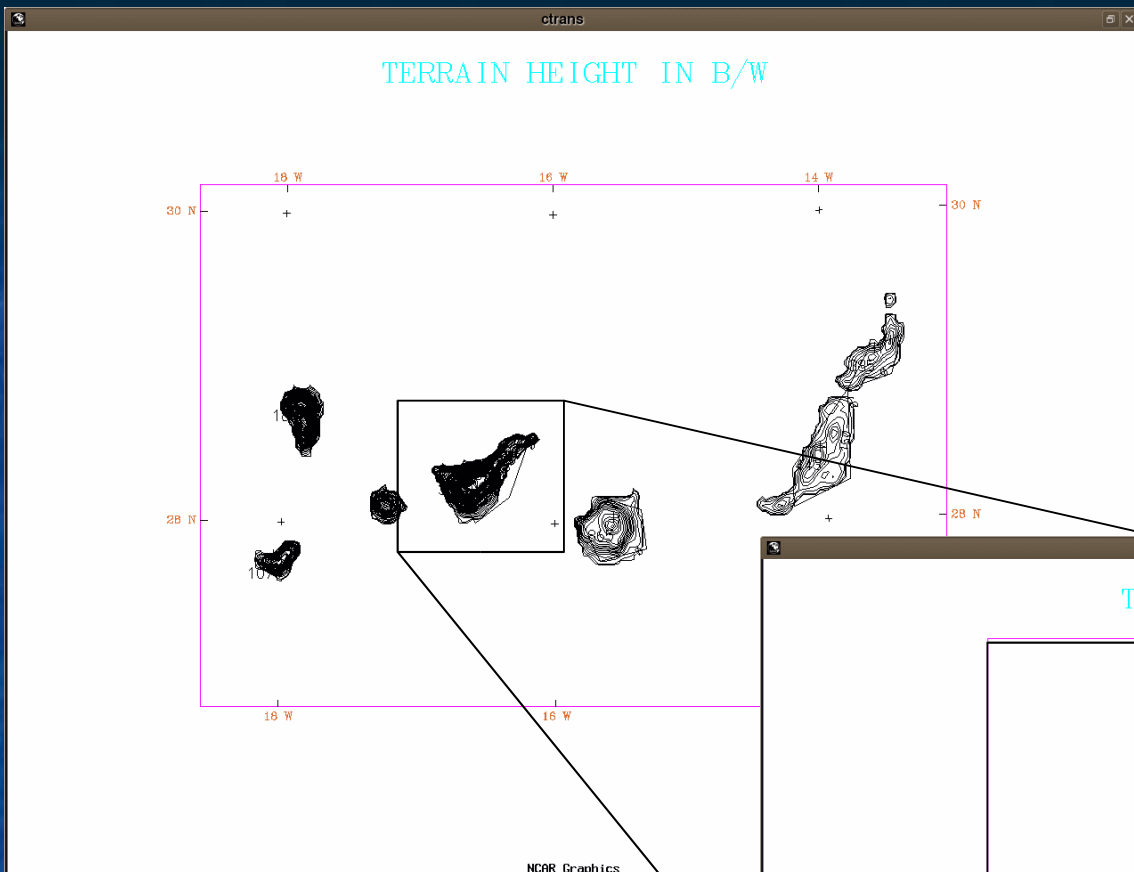 ctrans
TERRAIN HEIGHT IN B/W
18 W 16 W 14 W
30 N 30 N
28 N 28 N
18 W 16 W
T
NCAR Graphics